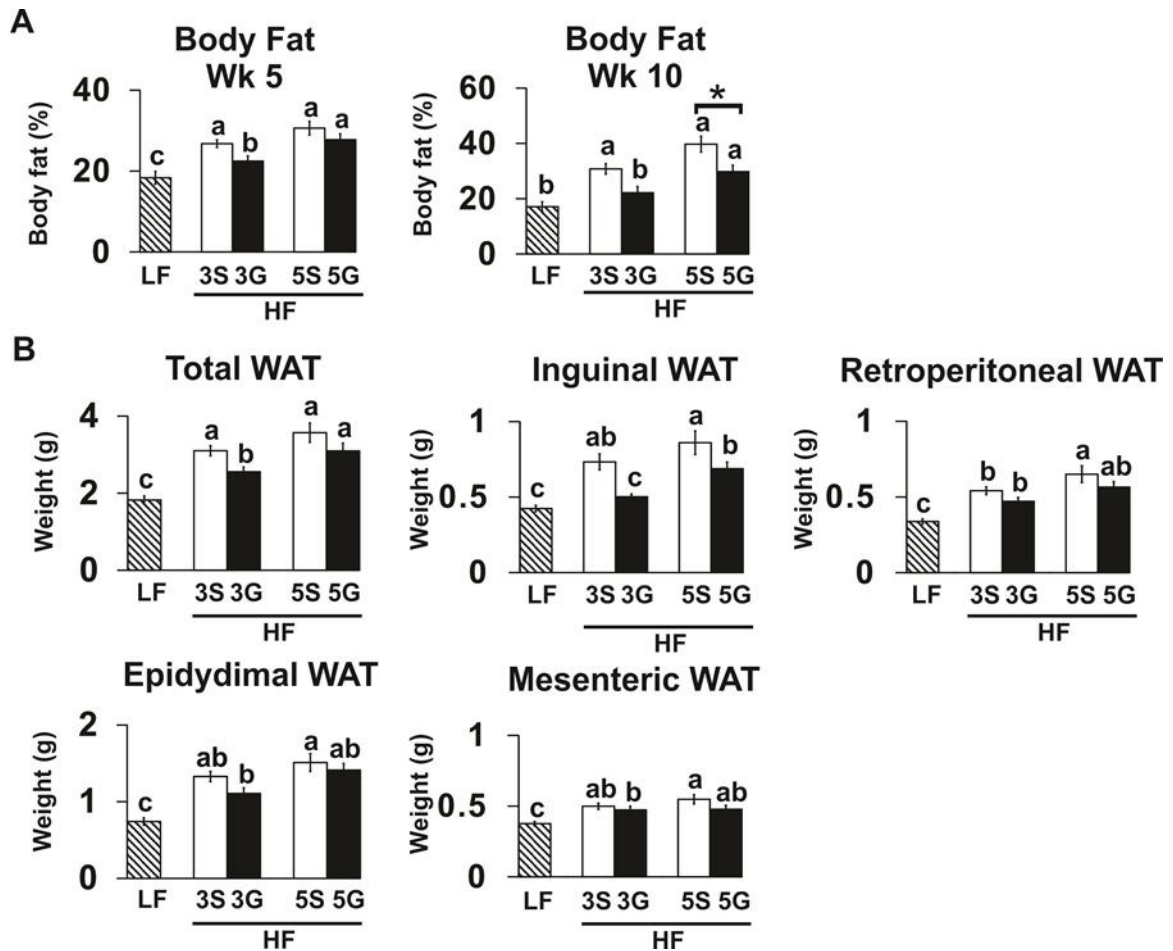 A
Body Fat
Wk 5
Body fat (%)
40
20
0
c
a
b
a
a
LF
3S 3G
5S 5G
HF
Body Fat
Wk 10
Body fat (%)
60
40
20
0
*
b
a
b
a
a
LF
3S 3G
5S 5G
HF
B
Total WAT
Weight (g)
4
2
0
c
a
b
a
a
LF
3S 3G
5S 5G
HF
Inguinal WAT
Weight (g)
1
0.5
0
c
ab
c
a
b
LF
3S 3G
5S 5G
HF
Retroperitoneal WAT
Weight (g)
1
0.5
0
c
b
b
a
ab
LF
3S 3G
5S 5G
HF
Epidydimal WAT
Weight (g)
2
1
0
c
ab
b
a
ab
LF
3S 3G
5S 5G
HF
Mesenteric WAT
Weight (g)
1
0.5
0
c
ab
b
a
ab
LF
3S 3G
5S 5G
HF